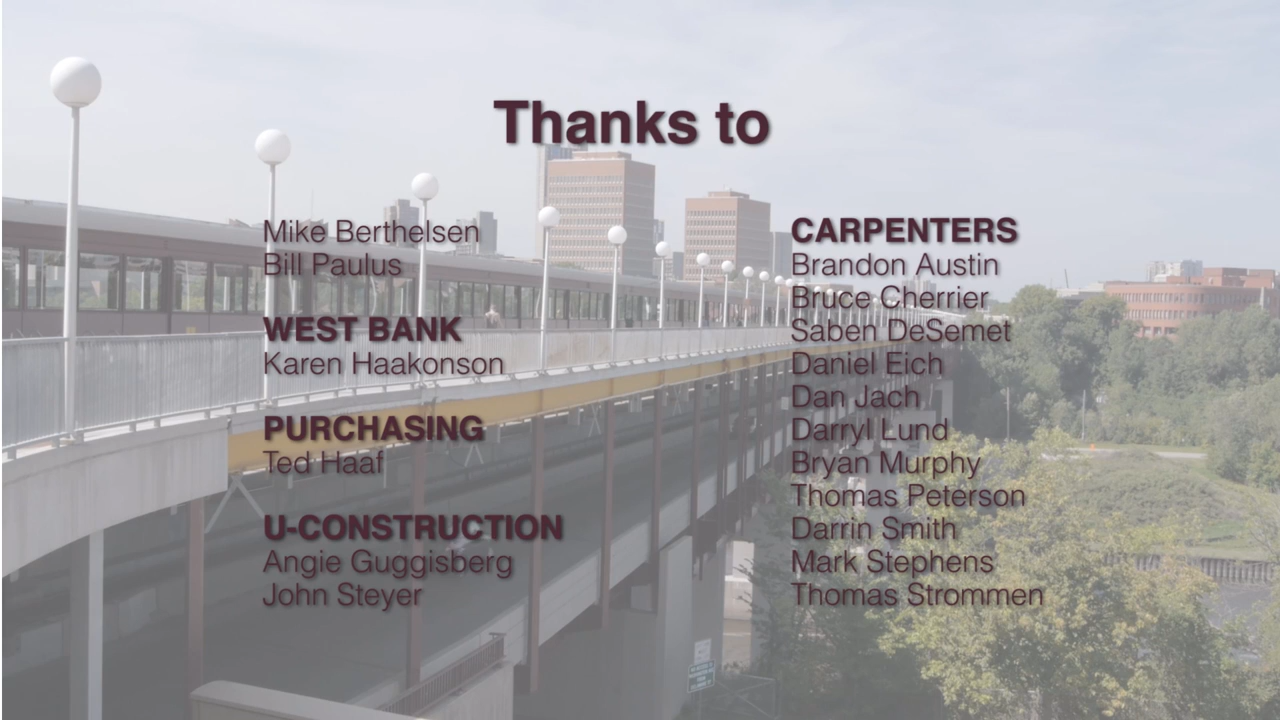 Thanks to
Mike Berthelsen
Bill Paulus
WEST BANK
Karen Haakonson
PURCHASING
Ted Haaf
U-CONSTRUCTION
Angie Guggisberg
John Steyer
CARPENTERS
Brandon Austin
Bruce Cherrier
Saben DeSemet
Daniel Eich
Dan Jach
Darryl Lund
Bryan Murphy
Thomas Peterson
Darrin Smith
Mark Stephens
Thomas Strommen